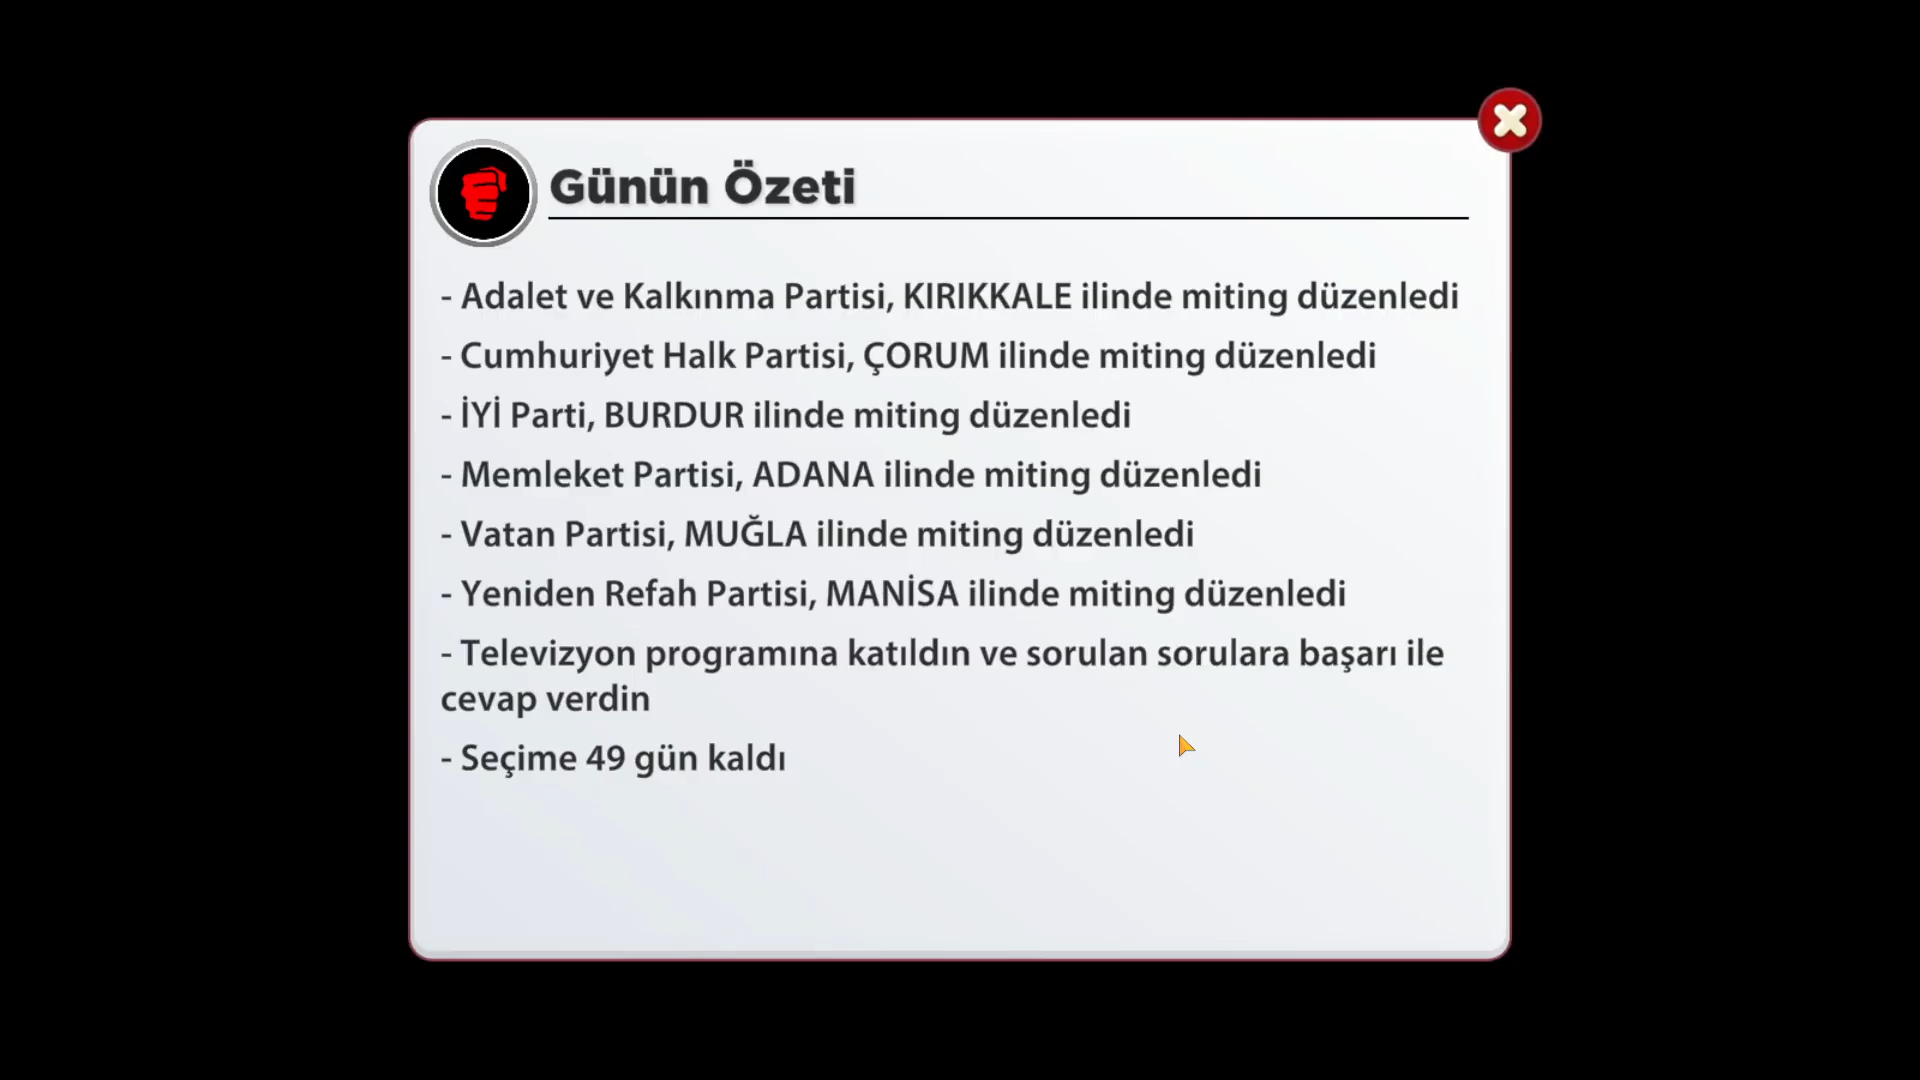 Günün Özeti
- Adalet ve Kalkınma Partisi, KIRIKKALE ilinde miting düzenledi
- Cumhuriyet Halk Partisi, ÇORUM ilinde miting düzenledi
- İYİ Parti, BURDUR ilinde miting düzenledi
- Memleket Partisi, ADANA ilinde miting düzenledi
- Vatan Partisi, MUĞLA ilinde miting düzenledi
- Yeniden Refah Partisi, MANİSA ilinde miting düzenledi
- Televizyon programına katıldın ve sorulan sorulara başarı ile
cevap verdin
- Seçime 49 gün kaldı